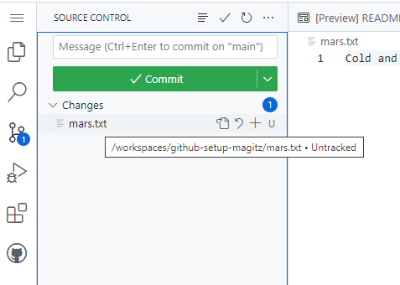 SOURCE CONTROL
Message (Ctrl+Enter to commit on "main")
Commit
Changes
1
mars.txt
U
/workspaces/github-setup-magitz/mars.txt • Untracked
1
[Preview] README
mars.txt
1 Cold and